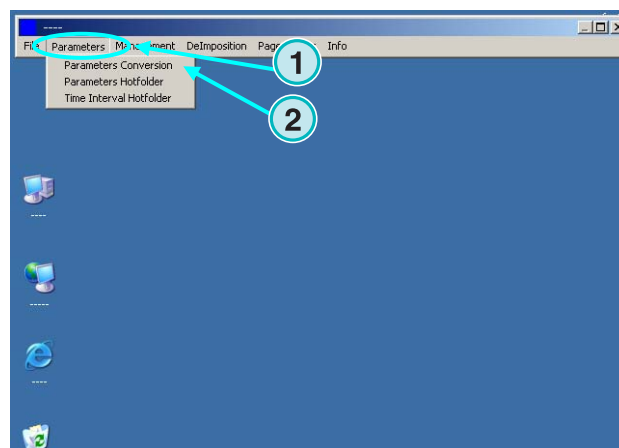 ----
File Parameters Management DeImposition Page Info
Parameters Conversion
Parameters Hotfolder
Time Interval Hotfolder
1
2
----
-----
----